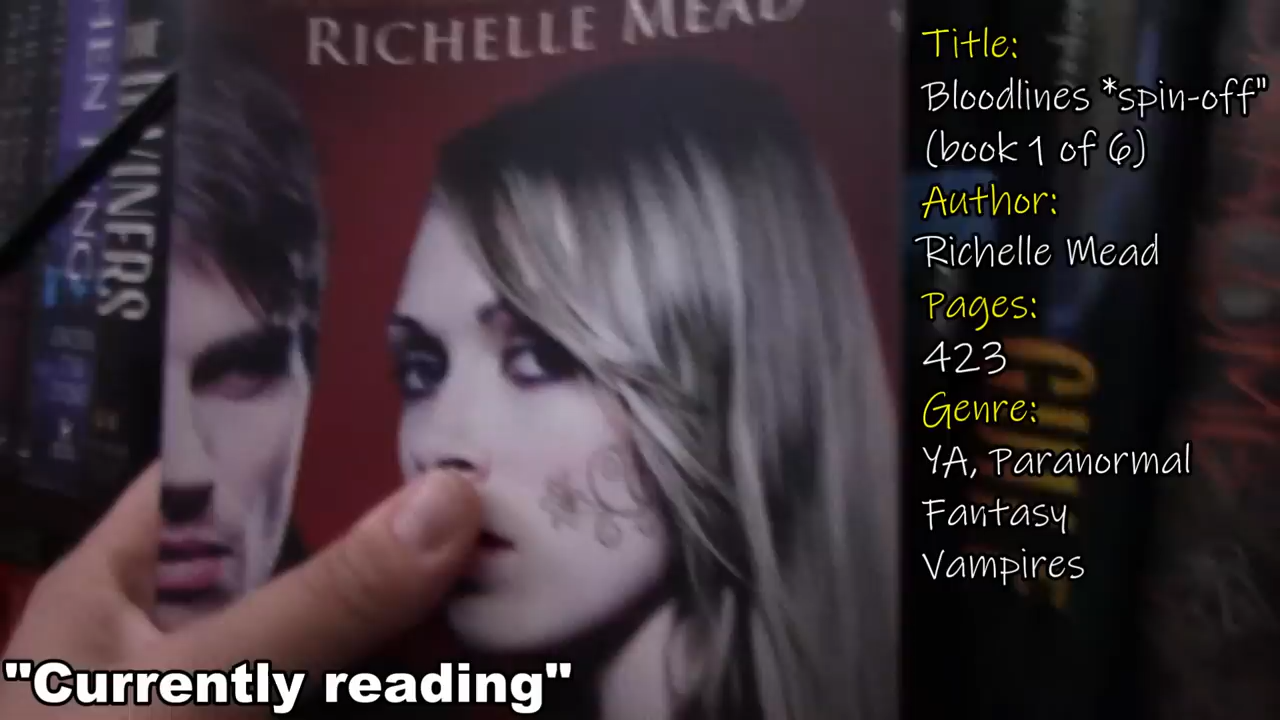 RICHELLE MEAD
Title:
Bloodlines *spin-off"
(book 1 of 6)
Author:
Richelle Mead
Pages:
423
Genre:
YA, Paranormal
Fantasy
Vampires
"Currently reading"